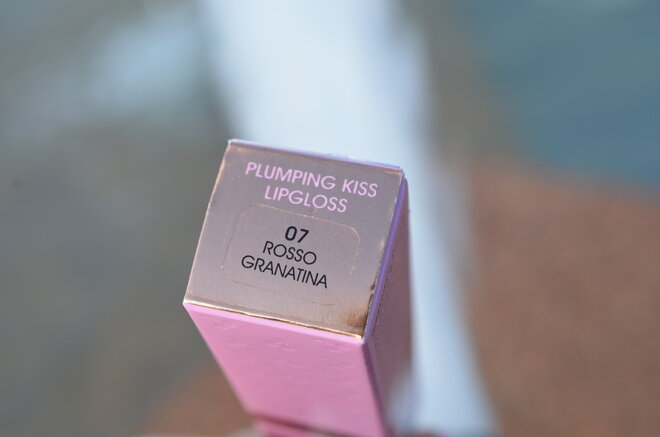 PLUMPING KISS
LIPGLOSS
07
ROSSO
GRANATINA